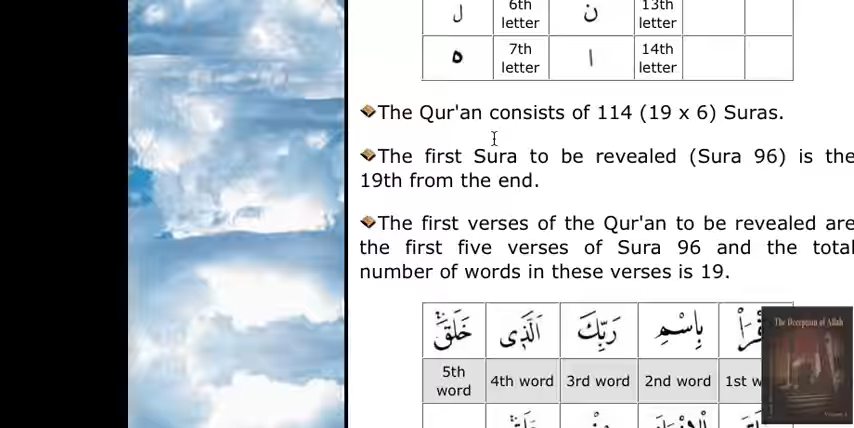 ل 6th letter ن 13th letter
ه 7th letter ا 14th letter
The Qur'an consists of 114 (19 x 6) Suras.
The first Sura to be revealed (Sura 96) is the
19th from the end.
The first verses of the Qur'an to be revealed are
the first five verses of Sura 96 and the total
number of words in these verses is 19.
خَلَقَ اَلَّذِى رَبِّكَ بِاسْمِ
5th word 4th word 3rd word 2nd word 1st w
The Deception of Allah